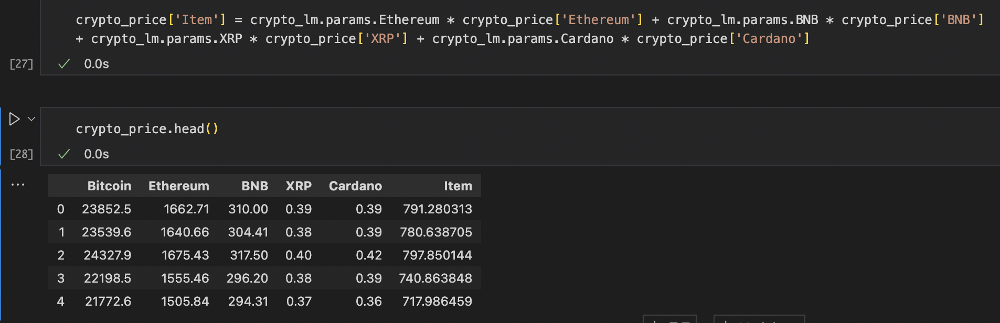 crypto_price['Item'] = crypto_lm.params.Ethereum * crypto_price['Ethereum'] + crypto_lm.params.BNB * crypto_price['BNB']
+ crypto_lm.params.XRP * crypto_price['XRP'] + crypto_lm.params.Cardano * crypto_price['Cardano']
[27] ✓ 0.0s
crypto_price.head()
[28] ✓ 0.0s
... Bitcoin Ethereum BNB XRP Cardano Item
0 23852.5 1662.71 310.00 0.39 0.39 791.280313
1 23539.6 1640.66 304.41 0.38 0.39 780.638705
2 24327.9 1675.43 317.50 0.40 0.42 797.850144
3 22198.5 1555.46 296.20 0.38 0.39 740.863848
4 21772.6 1505.84 294.31 0.37 0.36 717.986459